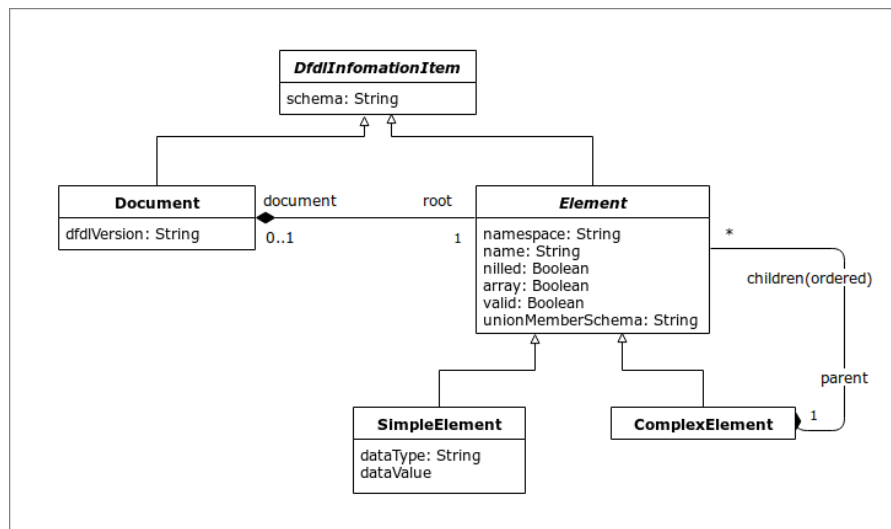 DfdlInfomationItem
schema: String
Document
dfdlVersion: String
document
root
0..1
1
Element
namespace: String
name: String
nilled: Boolean
array: Boolean
valid: Boolean
unionMemberSchema: String
*
children(ordered)
parent
1
SimpleElement
dataType: String
dataValue
ComplexElement